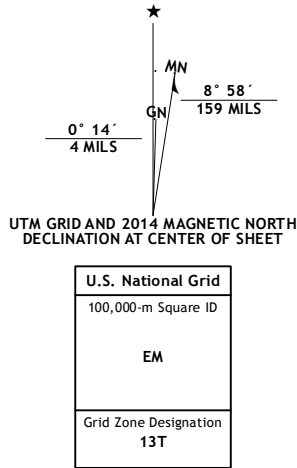 ★
MN
GN
8° 58´
159 MILS
0° 14´
4 MILS
UTM GRID AND 2014 MAGNETIC NORTH
DECLINATION AT CENTER OF SHEET
U.S. National Grid
100,000-m Square ID
EM
Grid Zone Designation
13T